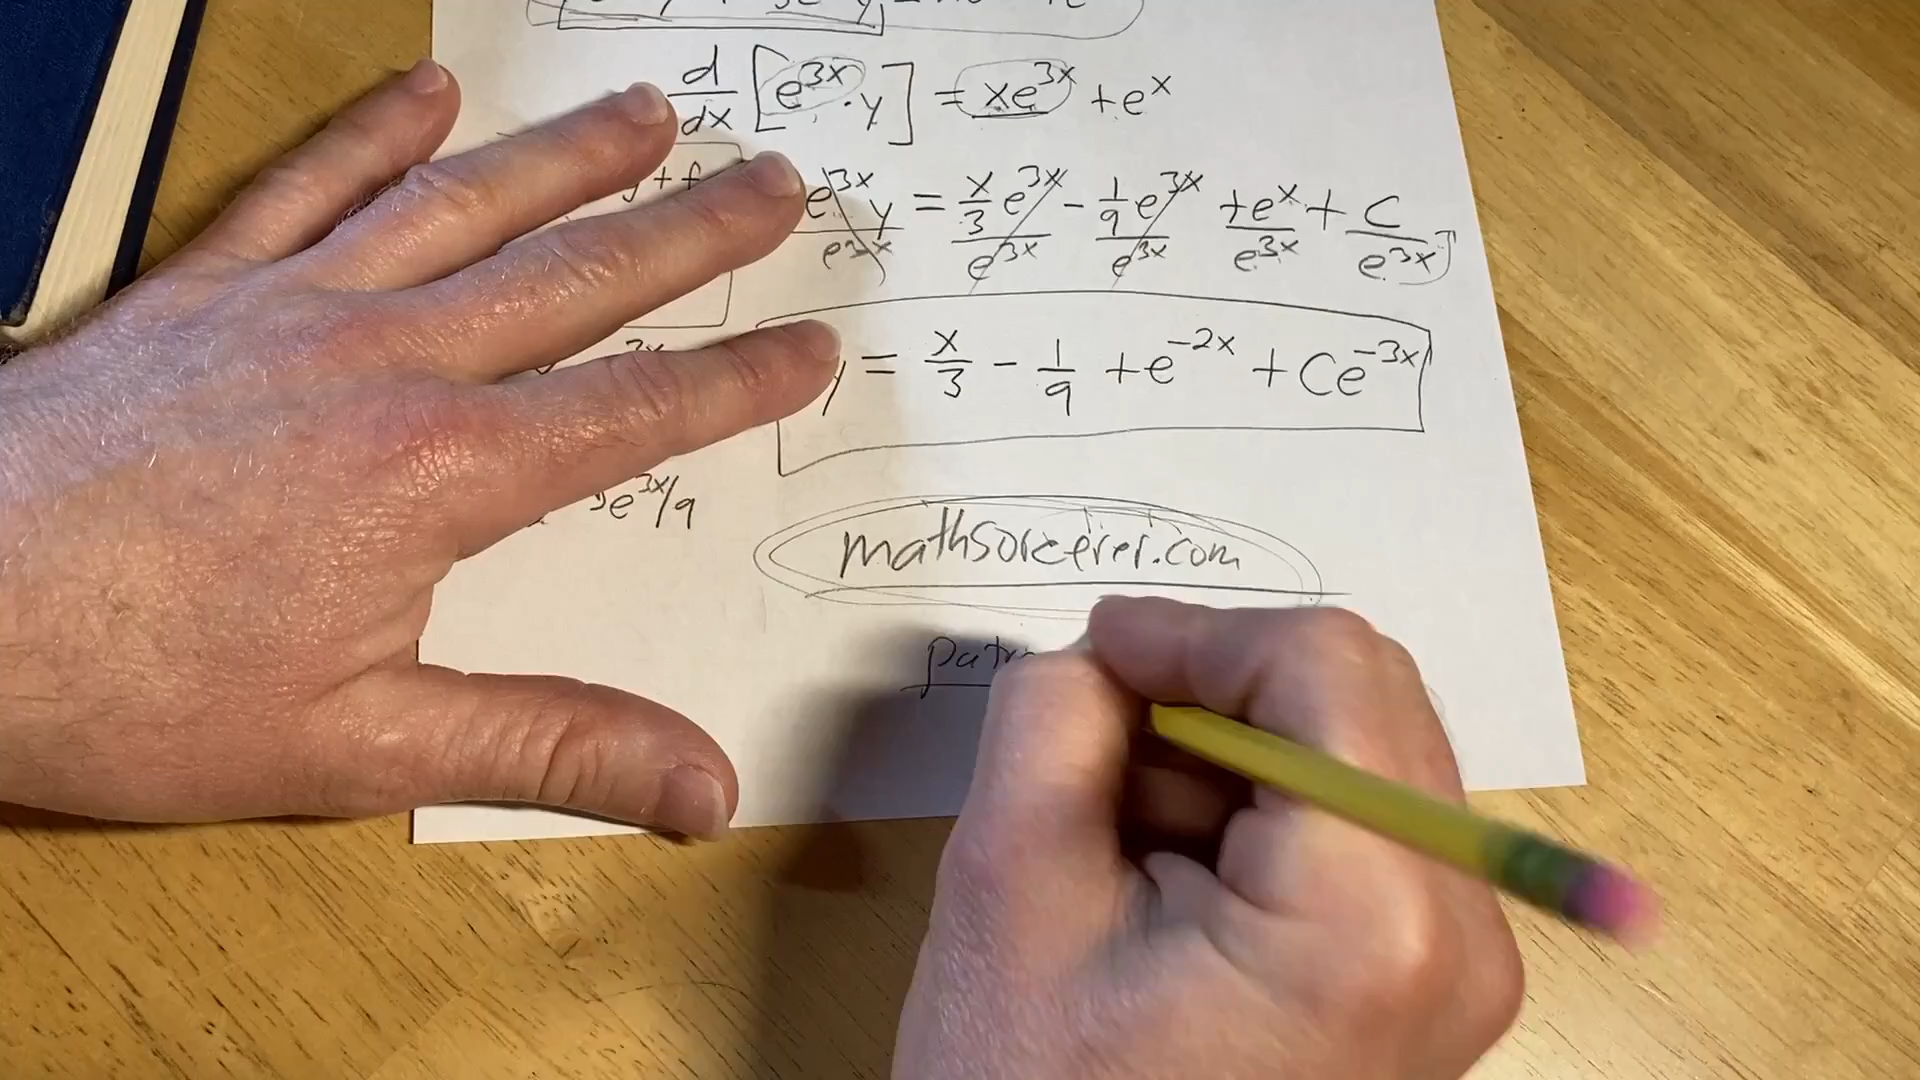 d/dx [e^3x · y] = xe^3x + e^x
y + f
e^3x y / e^3x = x/3 e^3x / e^3x - 1/9 e^3x / e^3x + e^x / e^3x + C / e^3x
y = x/3 - 1/9 + e^-2x + Ce^-3x
3x
e^3x/9
mathsorcerer.com